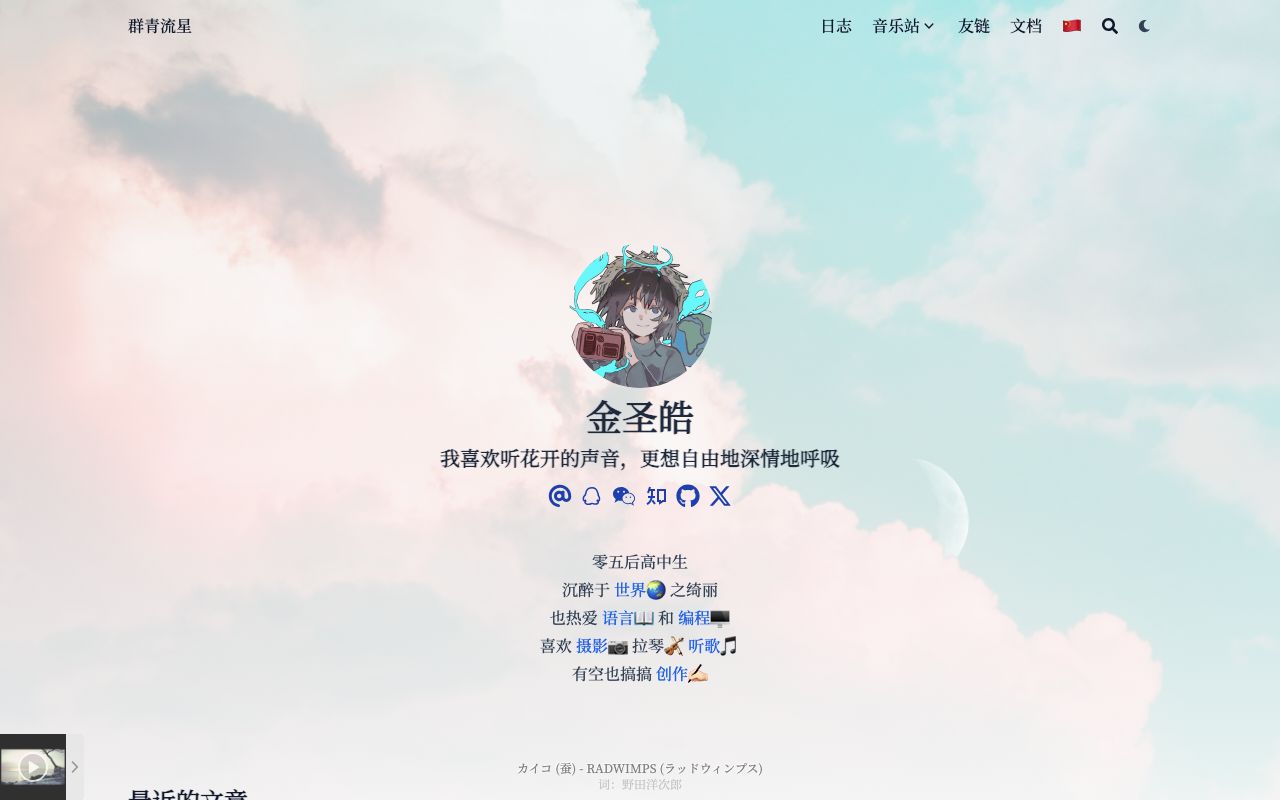 群青流星
日志 音乐站 友链 文档
金圣皓
我喜欢听花开的声音，更想自由地深情地呼吸
零五后高中生
沉醉于 世界🌏 之绮丽
也热爱 语言📖 和 编程🖥️
喜欢 摄影📷 拉琴🎻 听歌🎵
有空也搞搞 创作✍🏻
カイコ (蚕) - RADWIMPS (ラッドウィンプス)
词：野田洋次郎
最近的文章